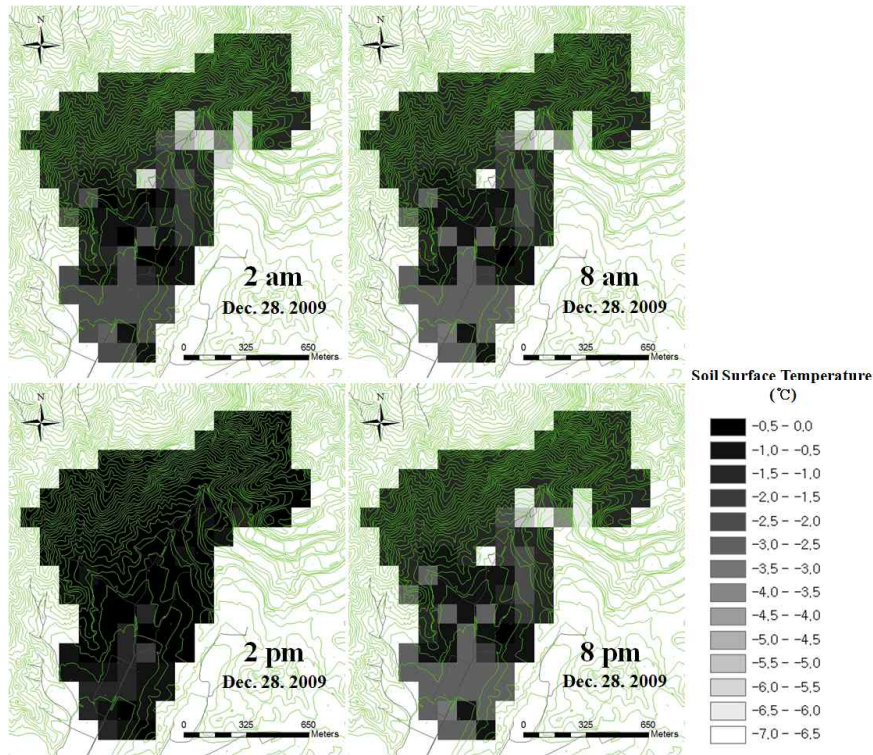 N
N
2 am
Dec. 28. 2009
0 325 650
Meters
8 am
Dec. 28. 2009
0 325 650
Meters
N
N
2 pm
Dec. 28. 2009
0 325 650
Meters
8 pm
Dec. 28. 2009
0 325 650
Meters
Soil Surface Temperature
(℃)
-0.5 - 0.0
-1.0 - -0.5
-1.5 - -1.0
-2.0 - -1.5
-2.5 - -2.0
-3.0 - -2.5
-3.5 - -3.0
-4.0 - -3.5
-4.5 - -4.0
-5.0 - -4.5
-5.5 - -5.0
-6.0 - -5.5
-6.5 - -6.0
-7.0 - -6.5